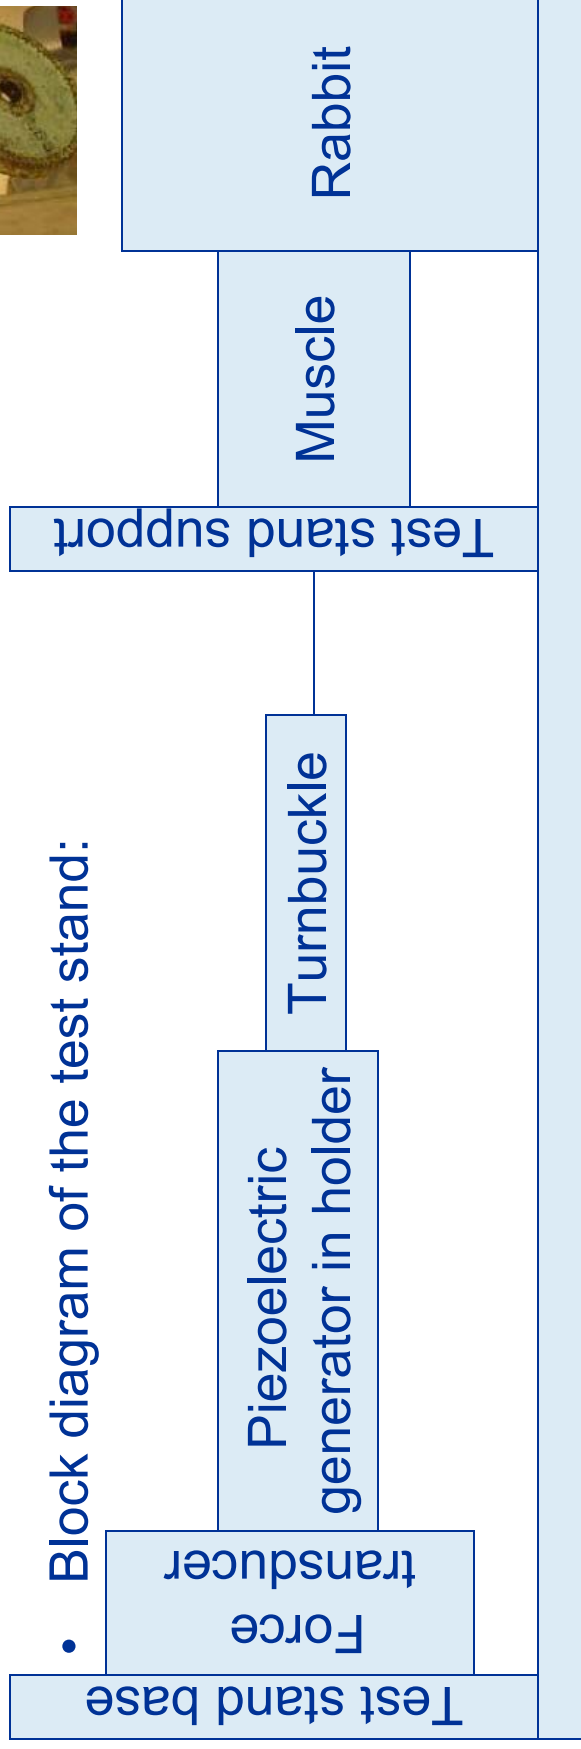 • Block diagram of the test stand:
Test stand base
Force
transducer
Piezoelectric
generator in holder
Turnbuckle
Test stand support
Muscle
Rabbit